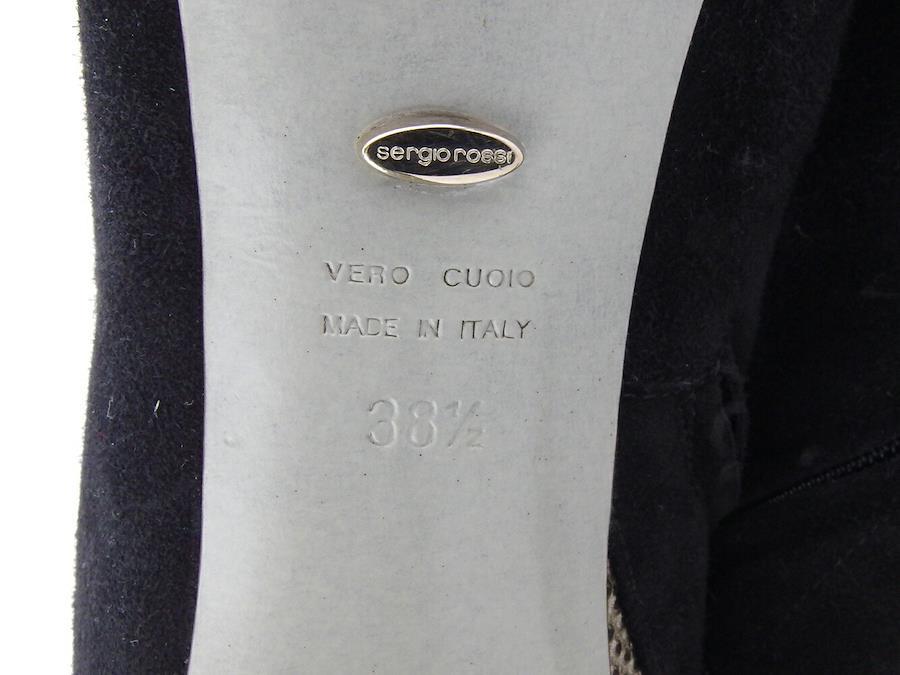 sergio rossi
VERO CUOIO
MADE IN ITALY
38½